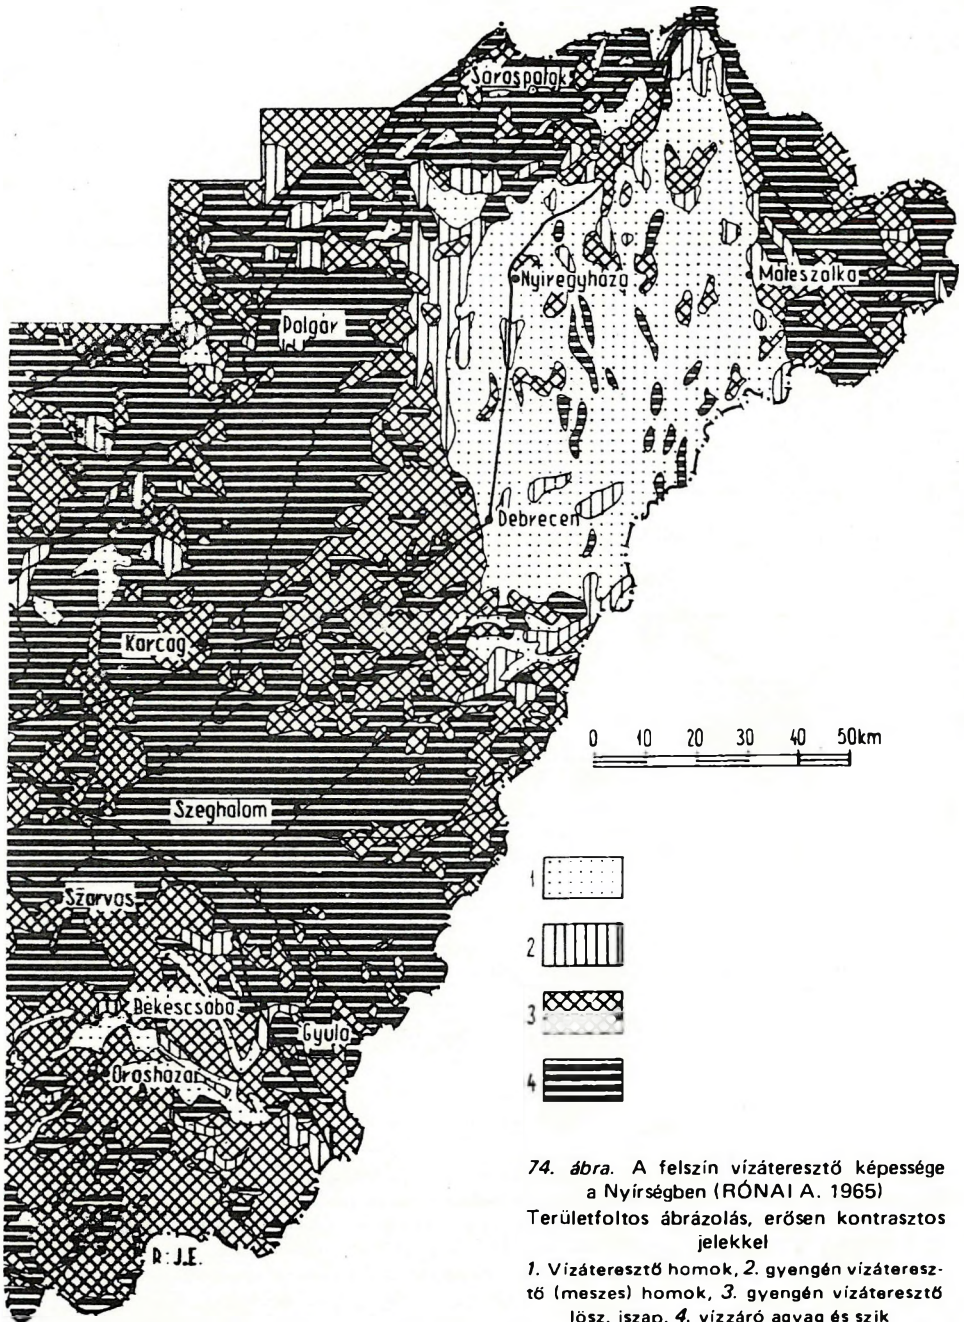 Sárospatak
Nyíregyháza
Máteszalka
Polgár
Debrecen
Karcag
0 10 20 30 40 50km
Szeghalom
1
Szarvas
2
Békéscsaba
3
Gyula
Orosháza
4
74. ábra. A felszín vízáteresztő képessége
a Nyírségben (RÓNAI A. 1965)
Területfoltos ábrázolás, erősen kontrasztos
jelekkel
1. Vízáteresztő homok, 2. gyengén vízáteresz-
tő (meszes) homok, 3. gyengén vízáteresztő
lösz, iszap, 4. vízzáró agyag és szik
R: J.E.